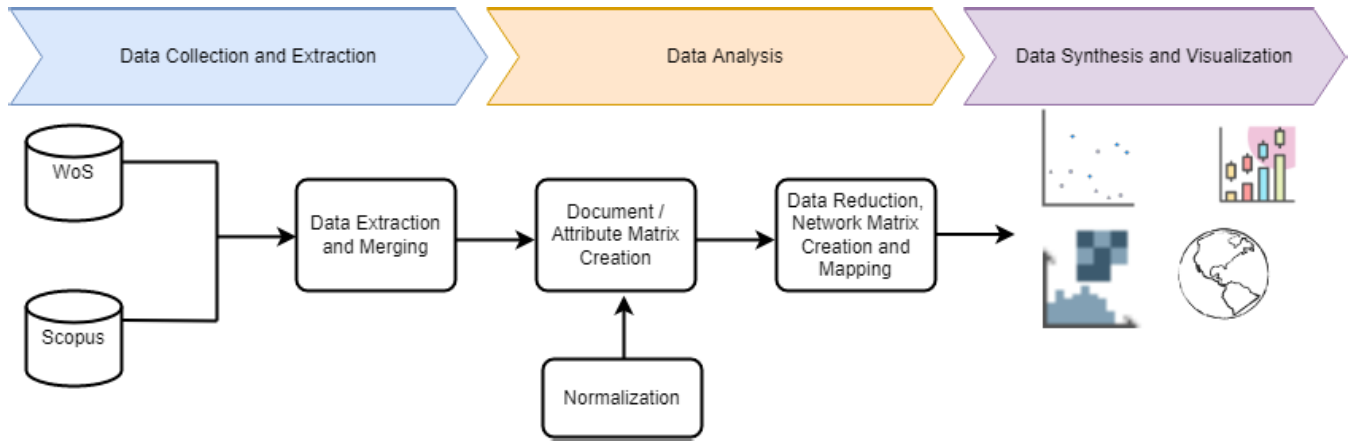 Data Collection and Extraction
Data Analysis
Data Synthesis and Visualization
WoS
Scopus
Data Extraction
and Merging
Document /
Attribute Matrix
Creation
Data Reduction,
Network Matrix
Creation and
Mapping
Normalization